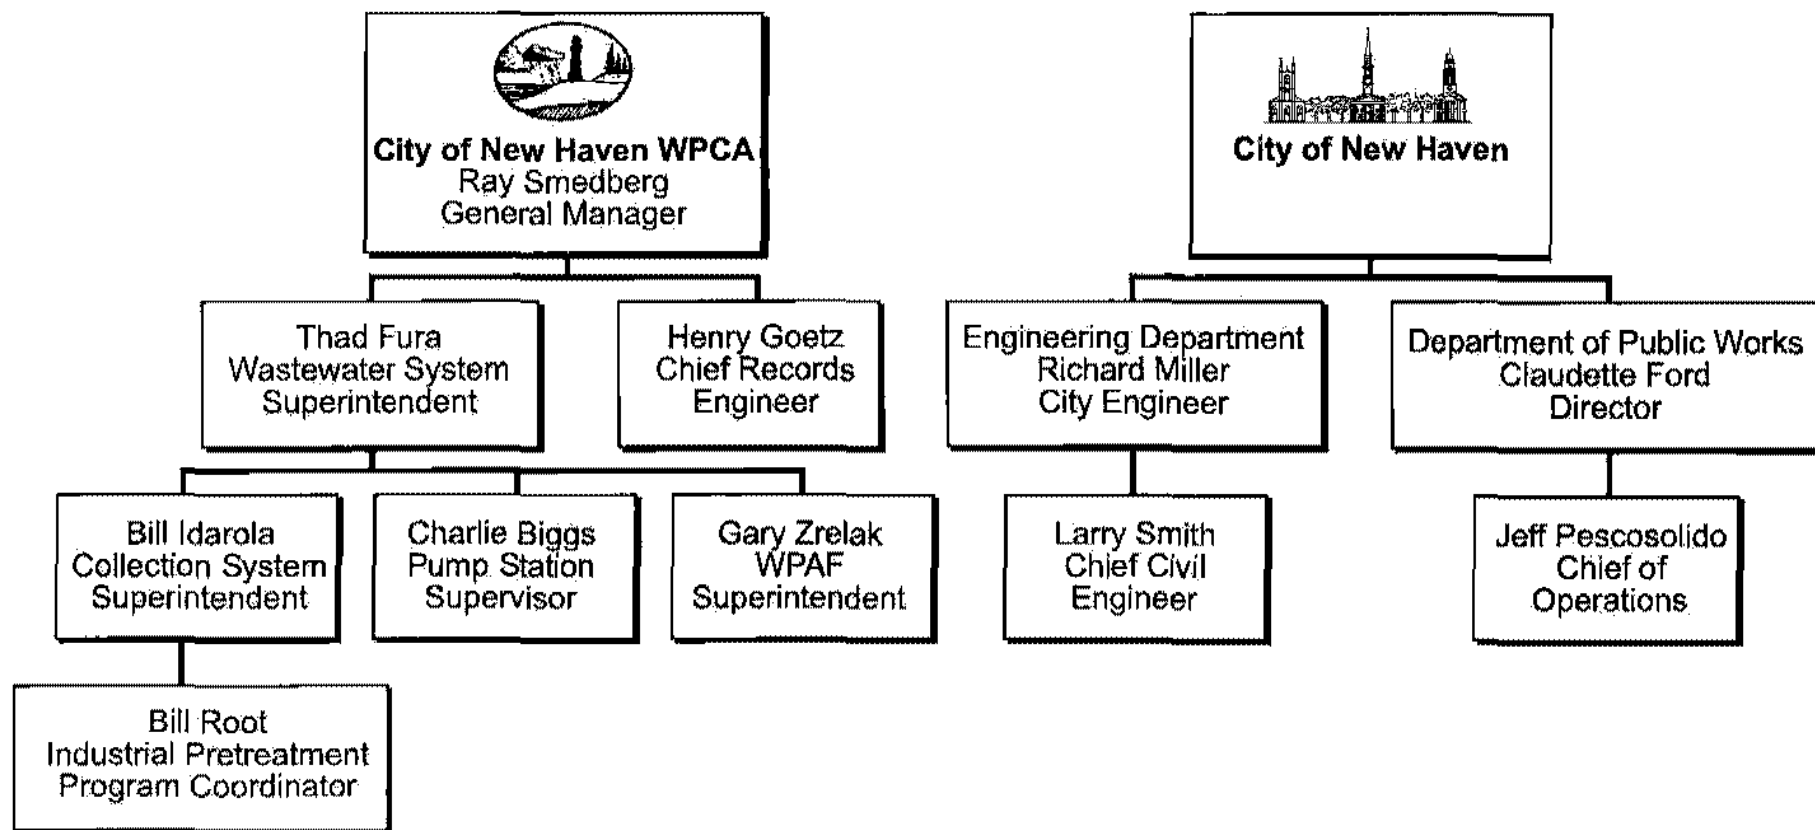 City of New Haven WPCA
Ray Smedberg
General Manager
City of New Haven
Thad Fura
Wastewater System
Superintendent
Henry Goetz
Chief Records
Engineer
Engineering Department
Richard Miller
City Engineer
Department of Public Works
Claudette Ford
Director
Bill Idarola
Collection System
Superintendent
Charlie Biggs
Pump Station
Supervisor
Gary Zrelak
WPAF
Superintendent
Larry Smith
Chief Civil
Engineer
Jeff Pescosolido
Chief of
Operations
Bill Root
Industrial Pretreatment
Program Coordinator